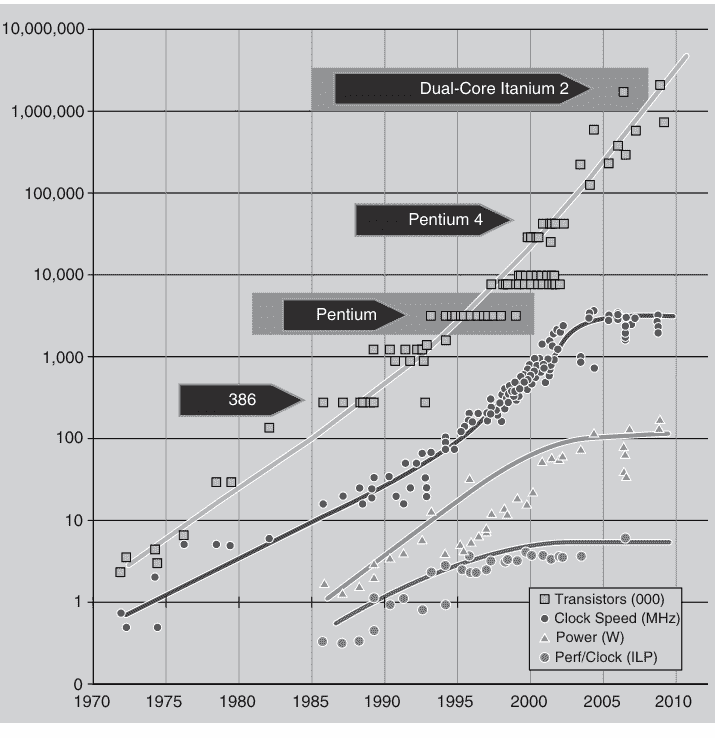 10,000,000
1,000,000
100,000
10,000
1,000
100
10
1
0
Dual-Core Itanium 2
Pentium 4
Pentium
386
Transistors (000)
Clock Speed (MHz)
Power (W)
Perf/Clock (ILP)
1970 1975 1980 1985 1990 1995 2000 2005 2010